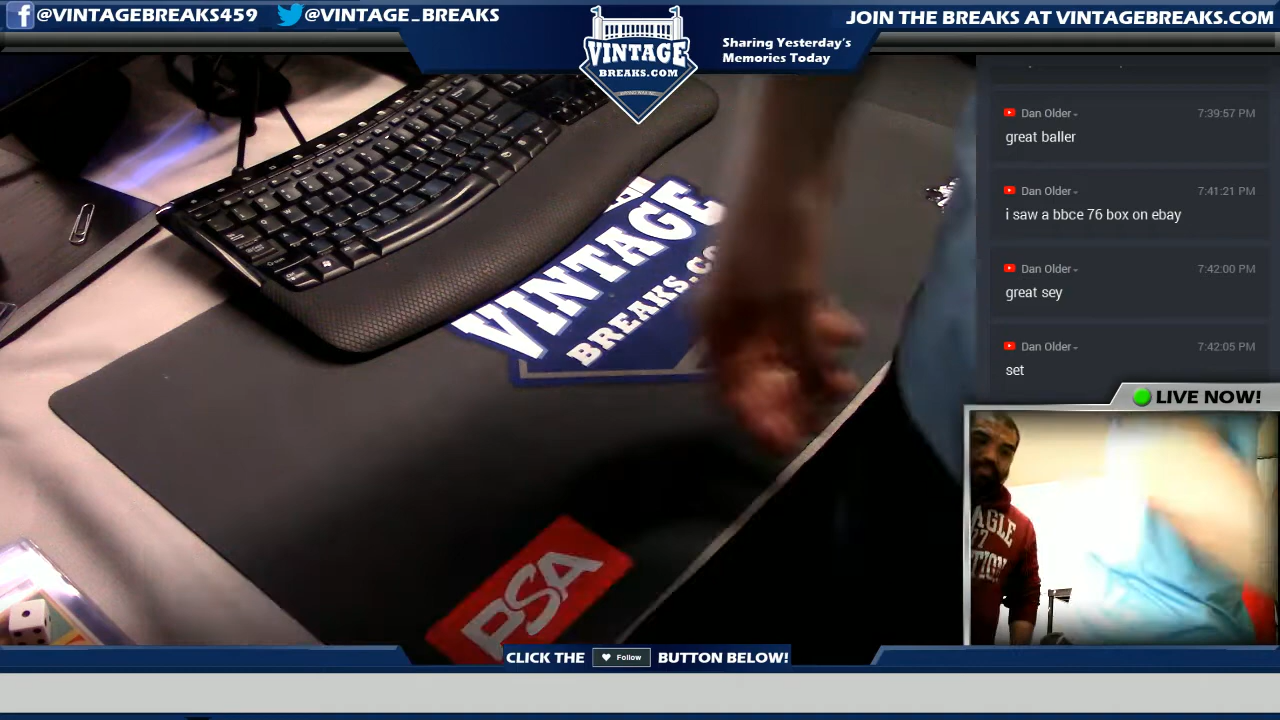 @VINTAGEBREAKS459
@VINTAGE_BREAKS
VINTAGE
BREAKS.COM
Sharing Yesterday's
Memories Today
JOIN THE BREAKS AT VINTAGEBREAKS.COM
Dan Older
7:39:57 PM
great baller
Dan Older
7:41:21 PM
i saw a bbce 76 box on ebay
Dan Older
7:42:00 PM
great sey
Dan Older
7:42:05 PM
set
LIVE NOW!
VINTAGE
BREAKS.CO
PSA
AGLE
77
CLICK THE Follow BUTTON BELOW!